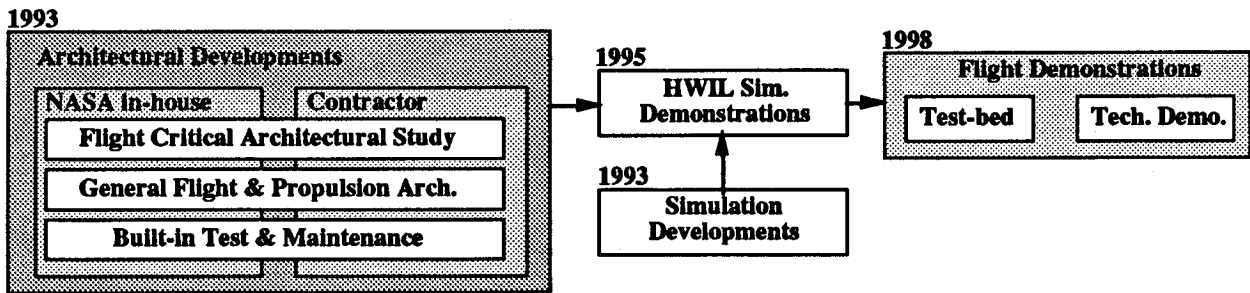 1993
Architectural Developments
NASA in-house
Contractor
Flight Critical Architectural Study
General Flight & Propulsion Arch.
Built-in Test & Maintenance
1995
HWIL Sim.
Demonstrations
1993
Simulation
Developments
1998
Flight Demonstrations
Test-bed
Tech. Demo.